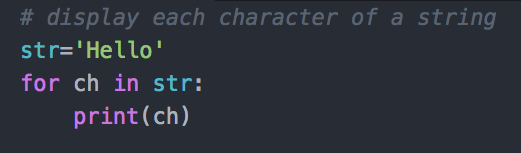 # display each character of a string
str='Hello'
for ch in str:
    print(ch)